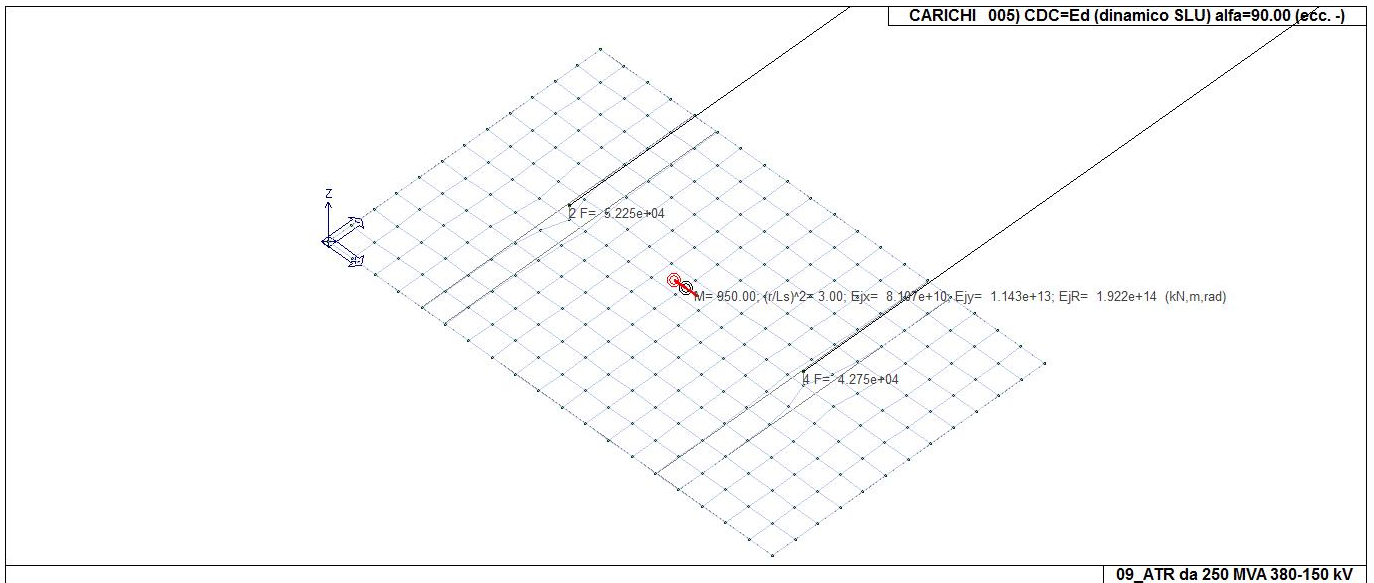 CARICHI 005) CDC=Ed (dinamico SLU) alfa=90.00 (ecc. -)
Z
2 F= 5.225e+04
M= 950.00; (r/Ls)^2= 3.00; Ejx= 8.107e+10; Ejy= 1.143e+13; EjR= 1.922e+14 (kN,m,rad)
4 F= 4.275e+04
09_ATR da 250 MVA 380-150 kV